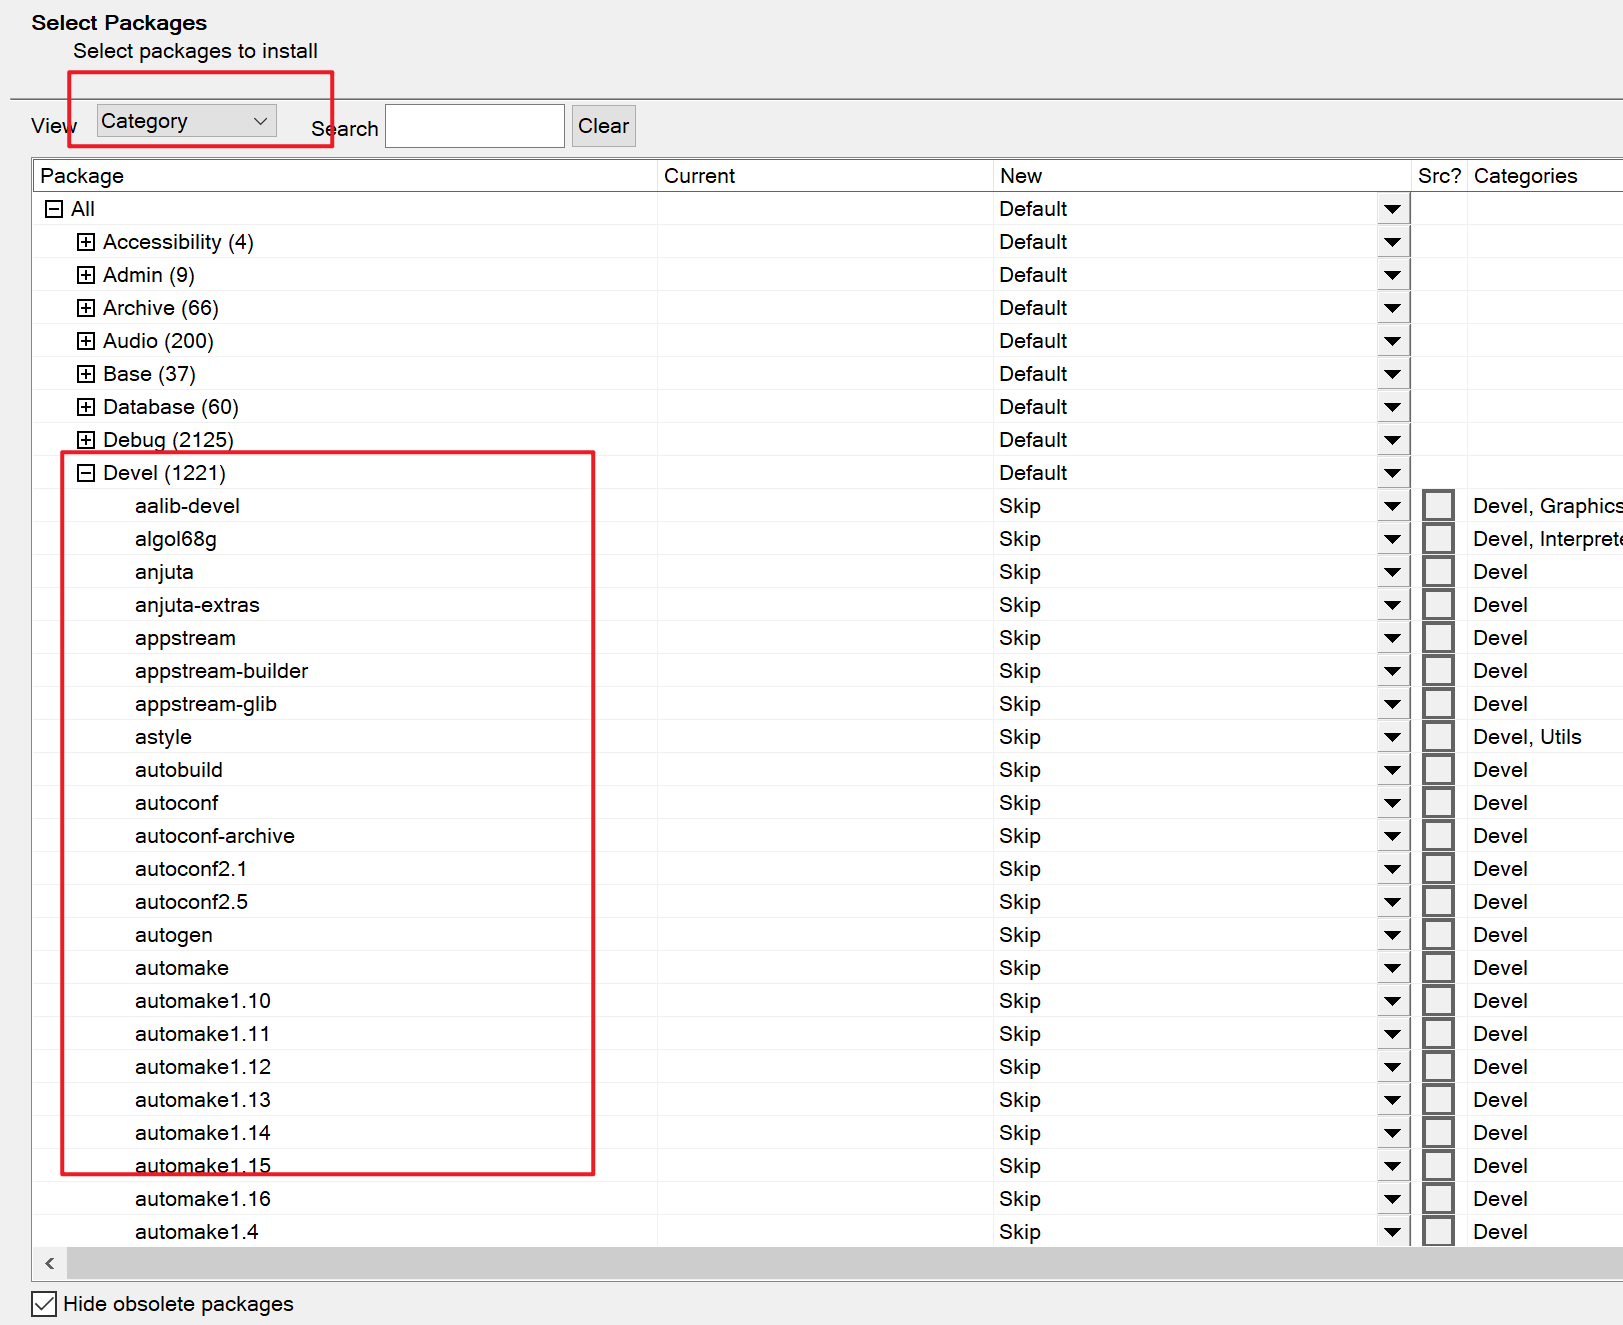 Select Packages
Select packages to install
View Category Search Clear
Package Current New Src? Categories
All Default
Accessibility (4) Default
Admin (9) Default
Archive (66) Default
Audio (200) Default
Base (37) Default
Database (60) Default
Debug (2125) Default
Devel (1221) Default
aalib-devel Skip Devel, Graphics
algol68g Skip Devel, Interprete
anjuta Skip Devel
anjuta-extras Skip Devel
appstream Skip Devel
appstream-builder Skip Devel
appstream-glib Skip Devel
astyle Skip Devel, Utils
autobuild Skip Devel
autoconf Skip Devel
autoconf-archive Skip Devel
autoconf2.1 Skip Devel
autoconf2.5 Skip Devel
autogen Skip Devel
automake Skip Devel
automake1.10 Skip Devel
automake1.11 Skip Devel
automake1.12 Skip Devel
automake1.13 Skip Devel
automake1.14 Skip Devel
automake1.15 Skip Devel
automake1.16 Skip Devel
automake1.4 Skip Devel
Hide obsolete packages